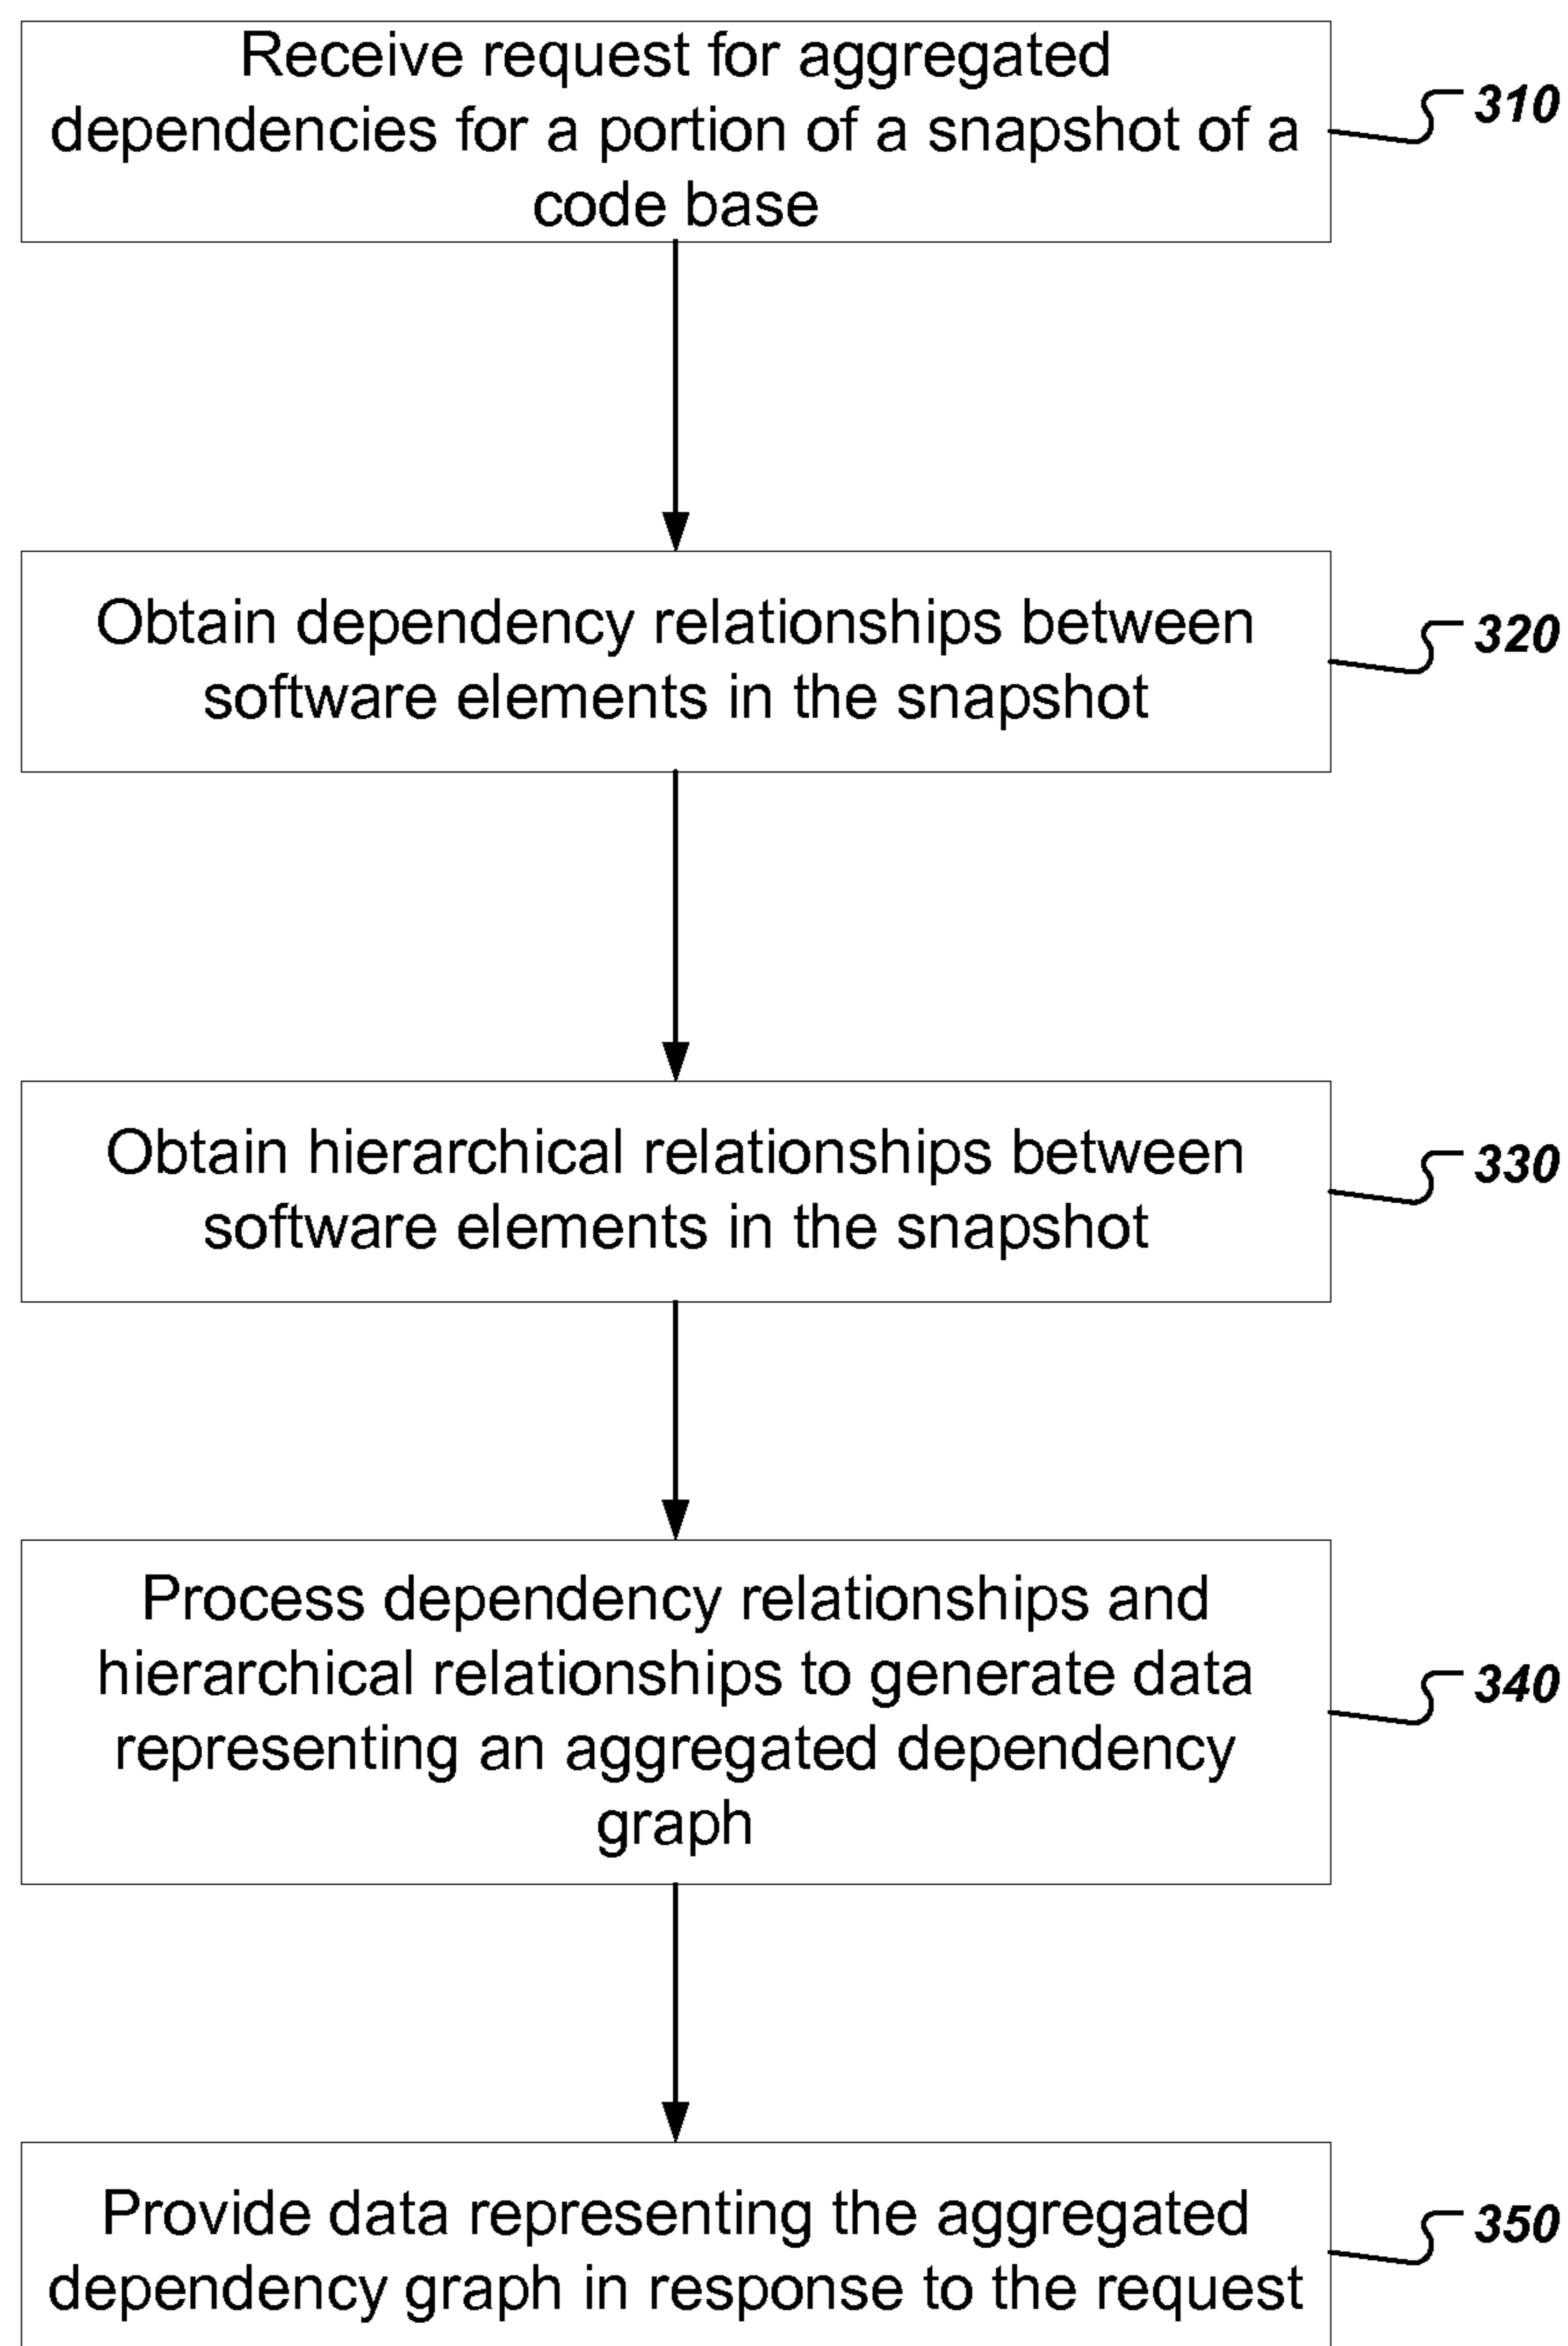 Receive request for aggregated
dependencies for a portion of a snapshot of a
code base
310
Obtain dependency relationships between
software elements in the snapshot
320
Obtain hierarchical relationships between
software elements in the snapshot
330
Process dependency relationships and
hierarchical relationships to generate data
representing an aggregated dependency
graph
340
Provide data representing the aggregated
dependency graph in response to the request
350